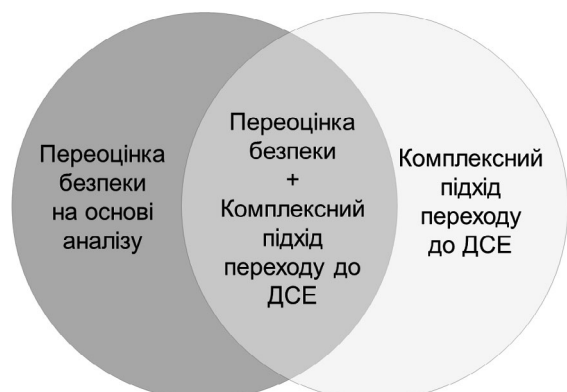 Переоцінка
безпеки
на основі
аналізу
Переоцінка
безпеки
+
Комплексний
підхід
переходу до
ДСЕ
Комплексний
підхід
переходу
до ДСЕ